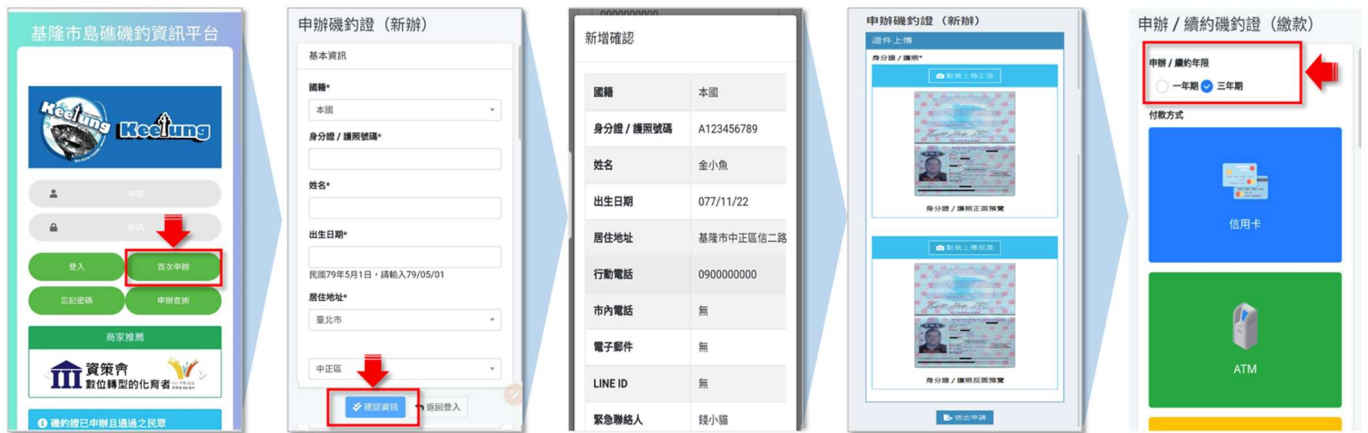 基隆市島礁磯釣資訊平台
Keelung
Keelung
帳號
密碼
登入
首次申辦
忘記密碼
申辦查詢
商家推薦
資策會
數位轉型的化育者
磯釣證已申辦且通過之民眾
申辦磯釣證（新辦）
基本資訊
國籍*
本國
身分證 / 護照號碼*
姓名*
出生日期*
民國79年5月1日，請輸入79/05/01
居住地址*
臺北市
中正區
確認資訊
返回登入
0900000000
新增確認
國籍 本國
身分證 / 護照號碼 A123456789
姓名 金小魚
出生日期 077/11/22
居住地址 基隆市中正區信二路
行動電話 0900000000
市內電話 無
電子郵件 無
LINE ID 無
緊急聯絡人 錢小貓
申辦磯釣證（新辦）
證件上傳
身分證 / 護照*
點我上傳正面
身分證 / 護照正面預覽
點我上傳反面
身分證 / 護照反面預覽
送出申請
申辦 / 續約磯釣證（繳款）
申辦 / 續約年限
一年期 三年期
付款方式
信用卡
ATM